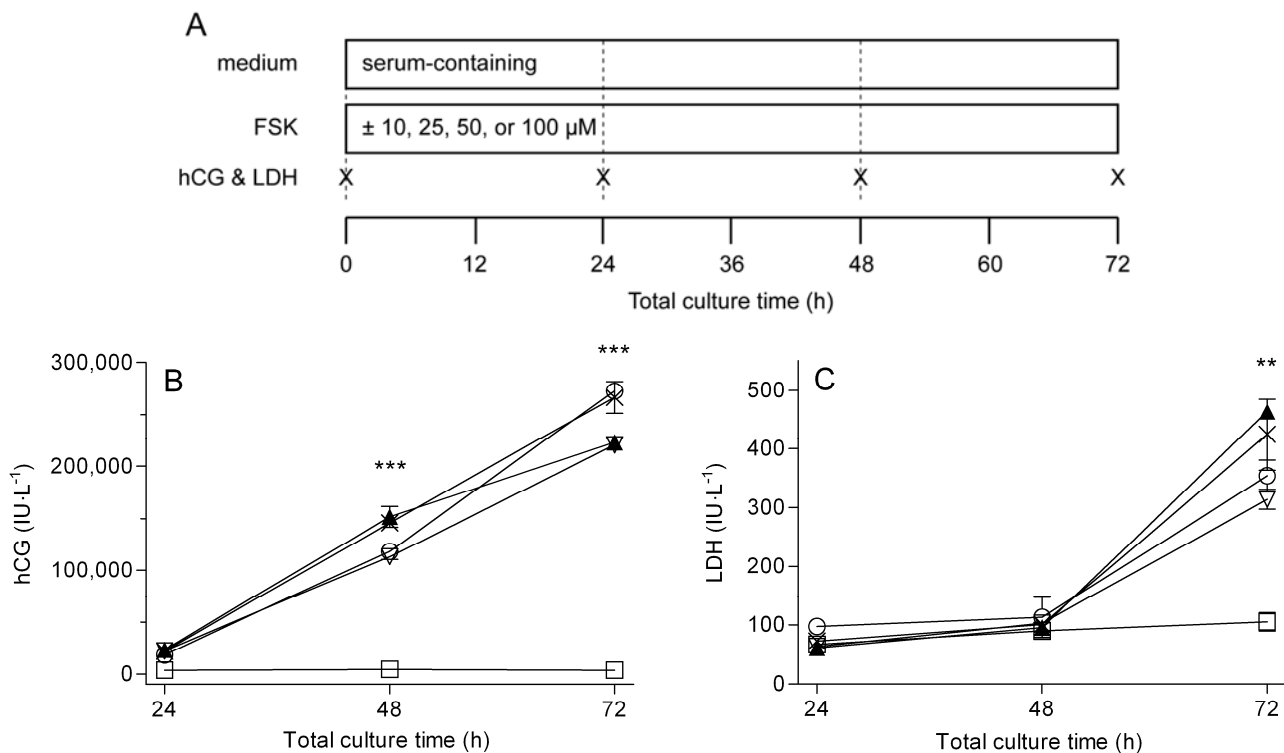 A
medium serum-containing
FSK ± 10, 25, 50, or 100 µM
hCG & LDH X X X X
0 12 24 36 48 60 72
Total culture time (h)
B
hCG (IU·L⁻¹)
300,000
200,000
100,000
0
***
***
24 48 72
Total culture time (h)
C
LDH (IU·L⁻¹)
500
400
300
200
100
0
**
24 48 72
Total culture time (h)